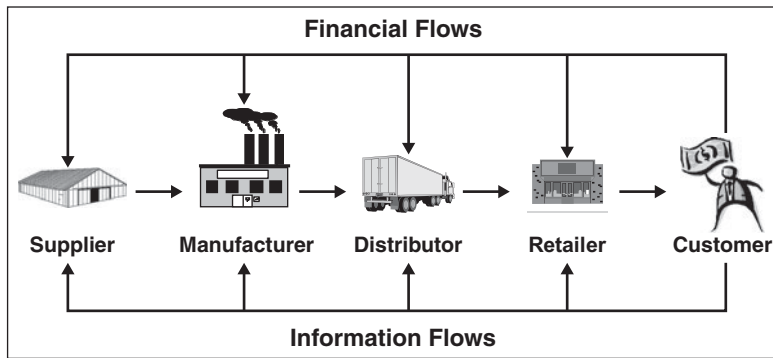 Financial Flows
Supplier Manufacturer Distributor Retailer Customer
Information Flows